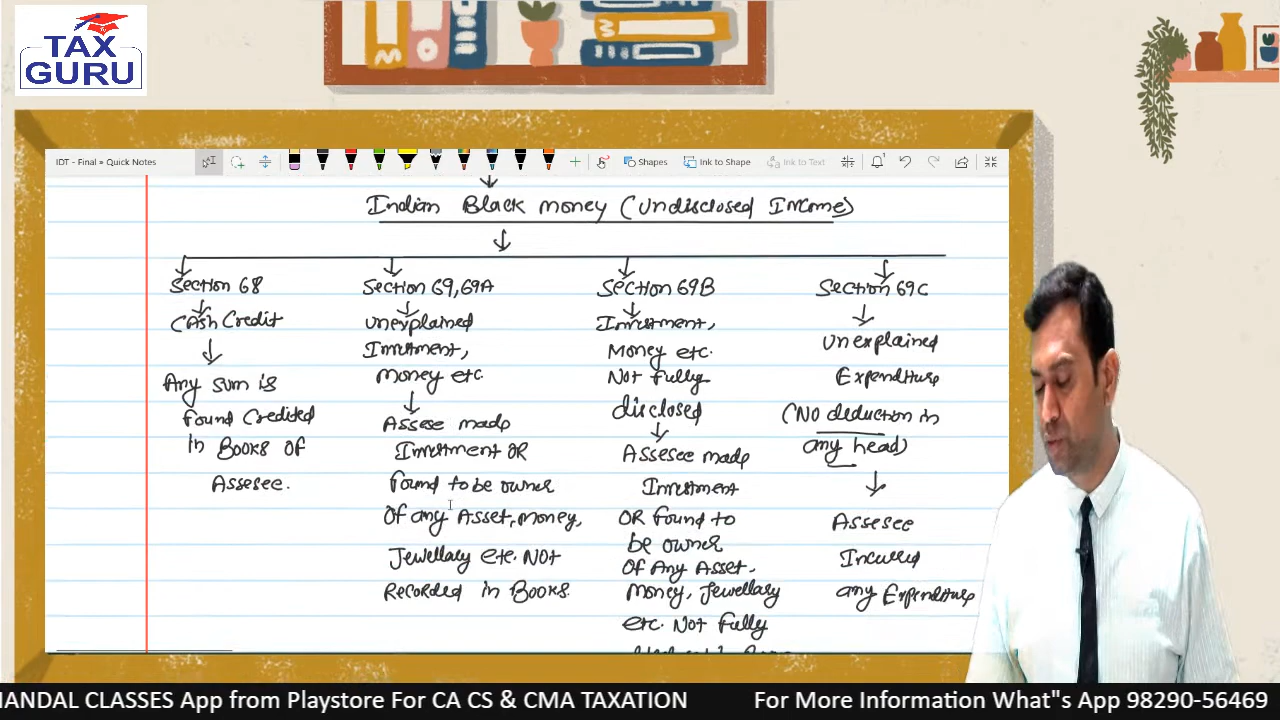 TAX
GURU
IDT - Final » Quick Notes
Shapes
Ink to Shape
Ink to Text
Indian Black money (Undisclosed Income)
Section 68
Cash Credit
Any sum is
found Credited
in Books of
Assesee.
Section 69, 69A
Unexplained
Investment,
Money etc.
Assese made
Investment OR
found to be owner
Of any Asset, Money,
Jewellary etc. Not
Recorded in Books.
Section 69B
Investment,
Money etc.
Not fully
disclosed
Assesee made
Investment
OR found to
be owner
Of Any Asset,
Money, Jewellary
etc. Not fully
Section 69C
Unexplained
Expenditure
(No deduction in
any head)
Assesee
Incurred
any Expenditure
MANDAL CLASSES App from Playstore For CA CS & CMA TAXATION
For More Information What"s App 98290-56469